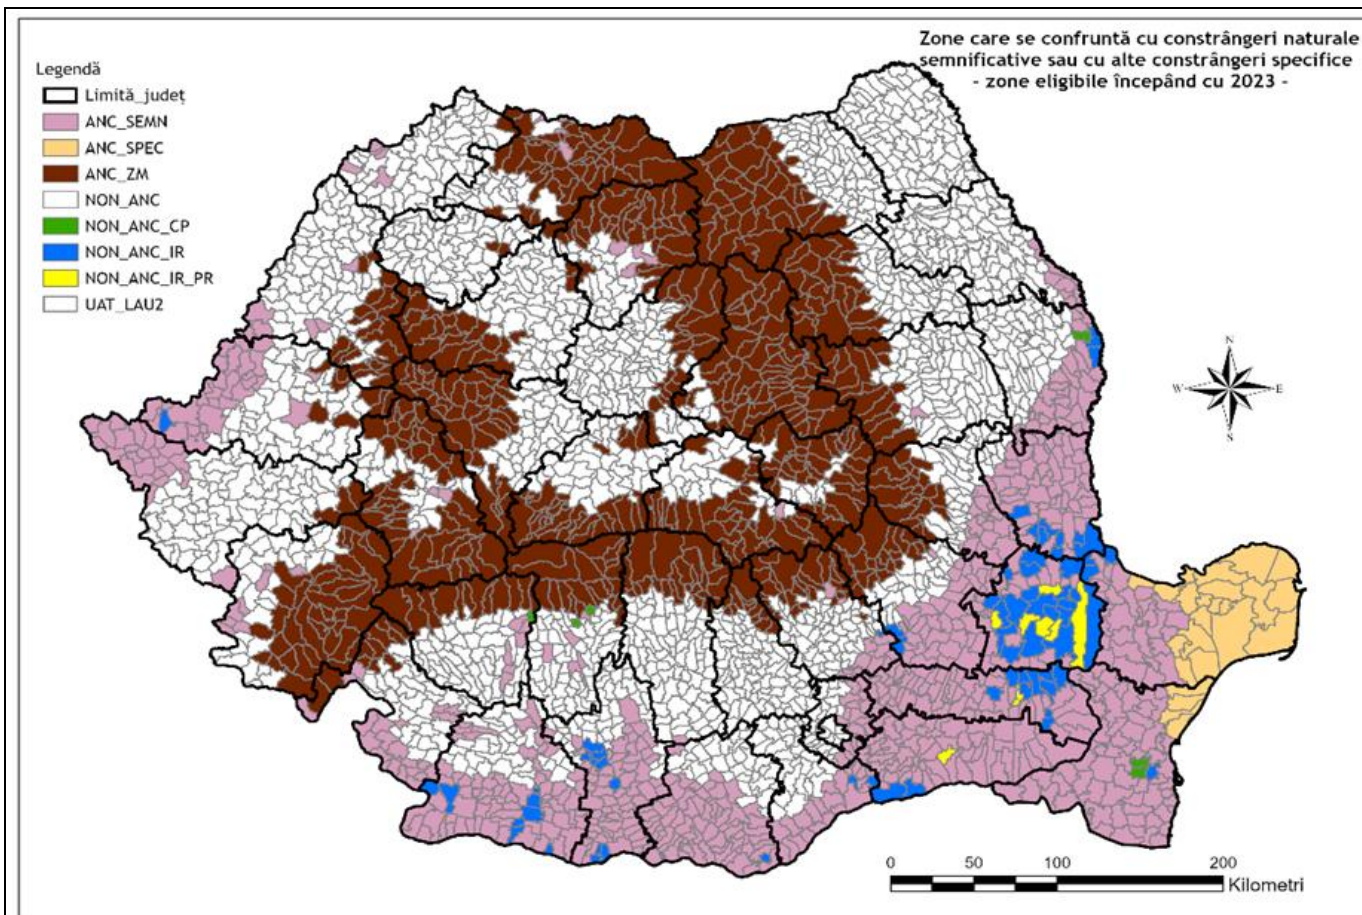 Zone care se confruntă cu constrângeri naturale
semnificative sau cu alte constrângeri specifice
- zone eligibile începând cu 2023 -
Legendă
Limită_județ
ANC_SEMN
ANC_SPEC
ANC_ZM
NON_ANC
NON_ANC_CP
NON_ANC_IR
NON_ANC_IR_PR
UAT_LAU2
N
W E
S
0 50 100 200
Kilometri